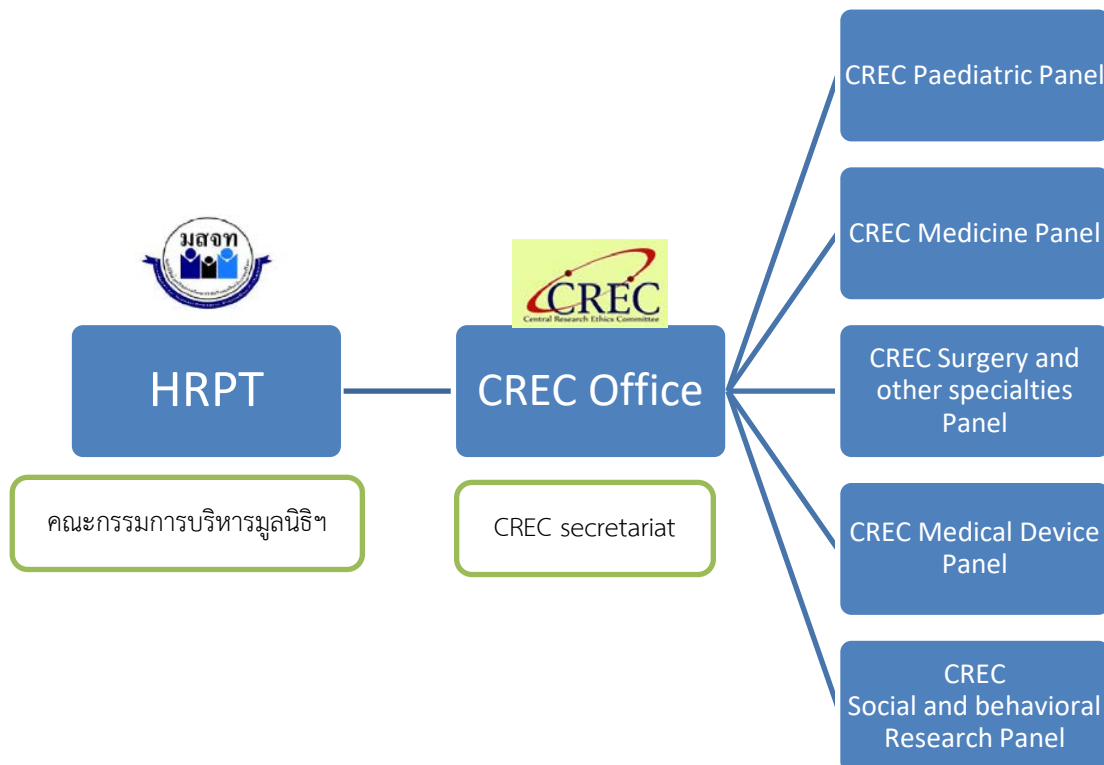 CREC Paediatric Panel
มสจท
CREC
Central Research Ethics Committee
CREC Medicine Panel
HRPT
CREC Office
CREC Surgery and
other specialties
Panel
คณะกรรมการบริหารมูลนิธิฯ
CREC secretariat
CREC Medical Device
Panel
CREC
Social and behavioral
Research Panel